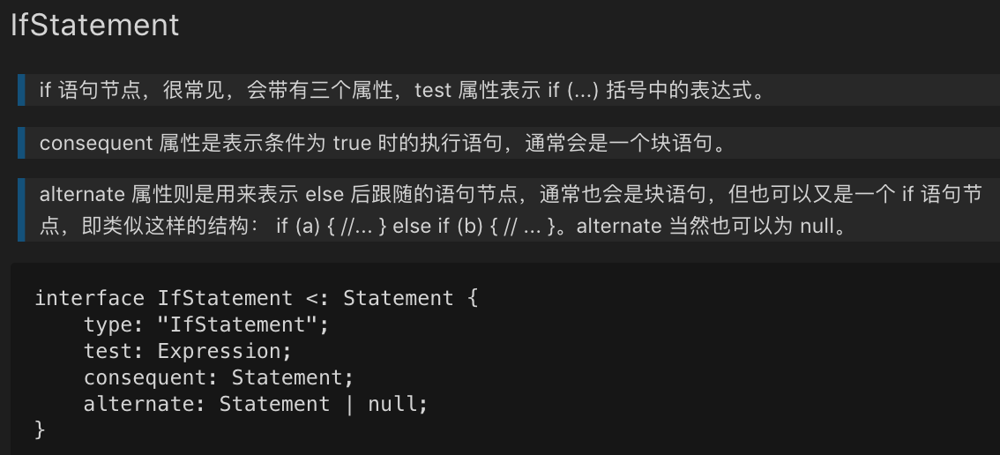 IfStatement
if 语句节点，很常见，会带有三个属性，test 属性表示 if (...) 括号中的表达式。
consequent 属性是表示条件为 true 时的执行语句，通常会是一个块语句。
alternate 属性则是用来表示 else 后跟随的语句节点，通常也会是块语句，但也可以又是一个 if 语句节
点，即类似这样的结构： if (a) { //... } else if (b) { // ... }。alternate 当然也可以为 null。
interface IfStatement <: Statement {
    type: "IfStatement";
    test: Expression;
    consequent: Statement;
    alternate: Statement | null;
}